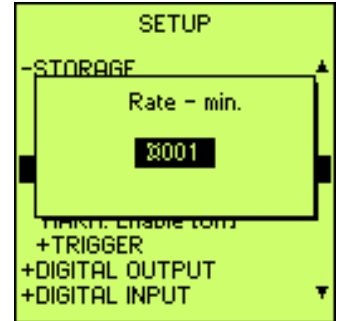 SETUP
-STORAGE
Rate - min.
0001
+TRIGGER
+DIGITAL OUTPUT
+DIGITAL INPUT